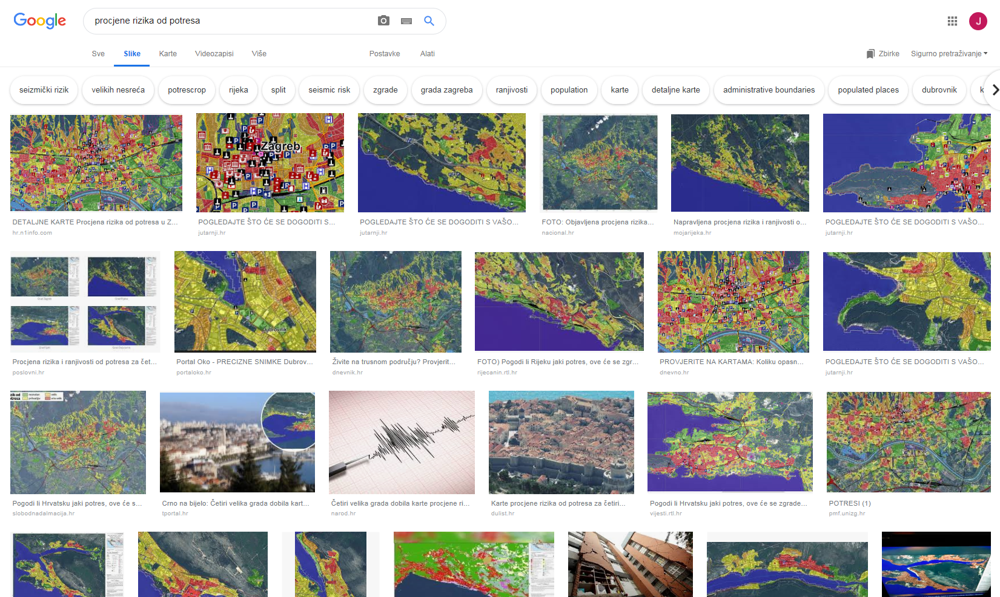 Google
procjene rizika od potresa
J
Sve
Slike
Karte
Videozapisi
Više
Postavke
Alati
Zbirke
Sigurno pretraživanje
seizmički rizik
velikih nesreća
potrescrop
rijeka
split
seismic risk
zgrade
grada zagreba
ranjivosti
population
karte
detaljne karte
administrative boundaries
populated places
dubrovnik
k
Zagreb
DETALJNE KARTE Procjena rizika od potresa u Z...
hr.n1info.com
POGLEDAJTE ŠTO ĆE SE DOGODITI S...
jutarnji.hr
POGLEDAJTE ŠTO ĆE SE DOGODITI S VAŠO...
jutarnji.hr
FOTO: Objavljena procjena rizika...
nacional.hr
Napravljena procjena rizika i ranjivosti o...
mojarijeka.hr
POGLEDAJTE ŠTO ĆE SE DOGODITI S VAŠO...
jutarnji.hr
Dubrovnik
Zagreb
Procjena rizika i ranjivosti od potresa za čet...
poslovni.hr
Portal Oko - PRECIZNE SNIMKE Dubrov...
portaloko.hr
Živite na trusnom području? Provjerit...
dnevnik.hr
FOTO) Pogodi li Rijeku jaki potres, ove će se zgr...
rijecanin.rtl.hr
PROVJERITE NA KARTAMA: Koliku opasn...
dnevno.hr
POGLEDAJTE ŠTO ĆE SE DOGODITI S VAŠO...
jutarnji.hr
Pogodi li Hrvatsku jaki potres, ove će s...
slobodnadalmacija.hr
Crno na bijelo: Četiri velika grada dobila kart...
tportal.hr
Četiri velika grada dobila karte procjene ri...
narod.hr
Karte procjene rizika od potresa za četiri...
dulist.hr
Pogodi li Hrvatsku jaki potres, ove će se zgrade...
vijesti.rtl.hr
POTRESI (1)
pmf.unizg.hr